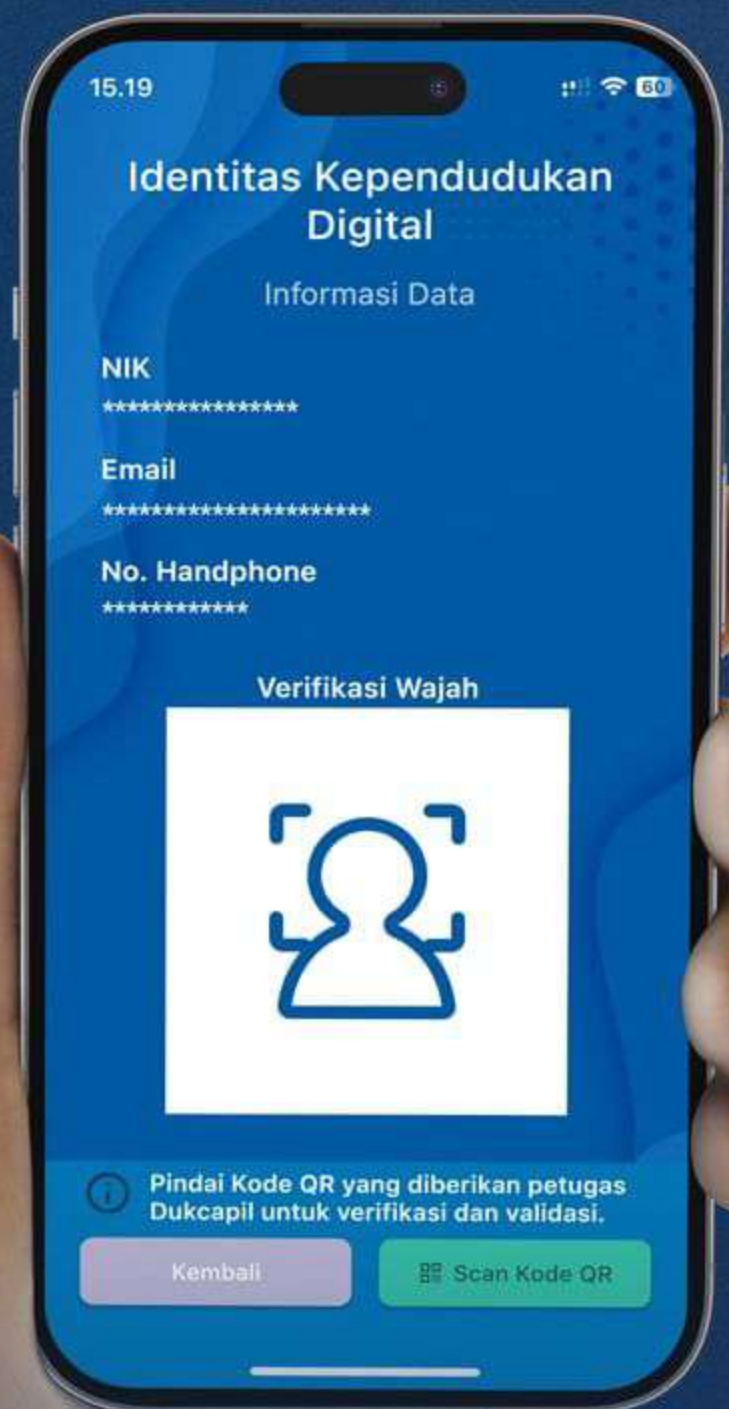 15.19
60
Identitas Kependudukan
Digital
Informasi Data
NIK
****************
Email
**********************
No. Handphone
************
Verifikasi Wajah
Pindai Kode QR yang diberikan petugas
Dukcapil untuk verifikasi dan validasi.
Kembali
Scan Kode QR